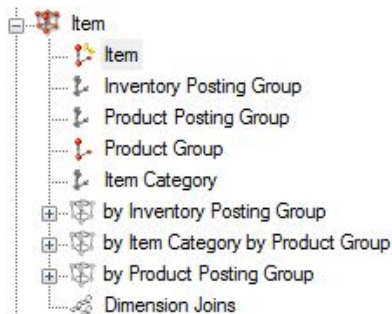 Item
Item
Inventory Posting Group
Product Posting Group
Product Group
Item Category
by Inventory Posting Group
by Item Category by Product Group
by Product Posting Group
Dimension Joins